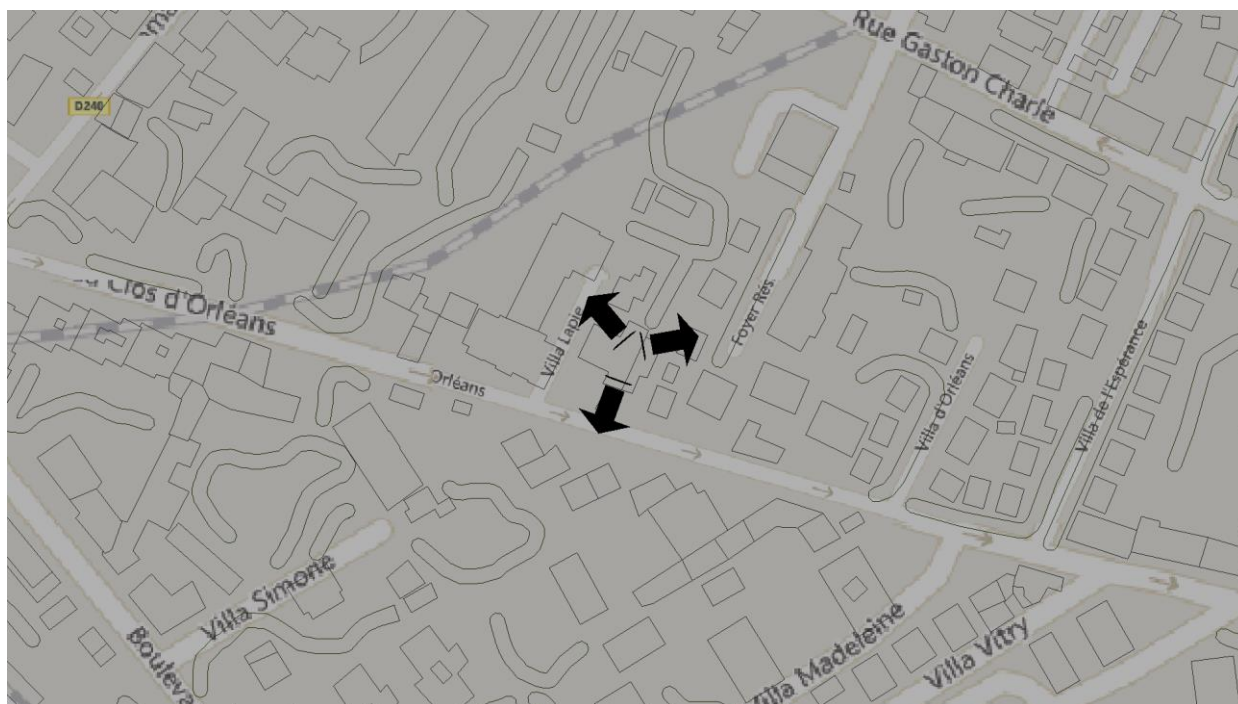 Rue Gaston Charle
D240
Clos d'Orléans
Orléans
Villa Lapie
Foyer Rés.
Villa d'Orléans
Villa de l'Espérance
Villa Simone
Villa Madeleine
Villa Vitry